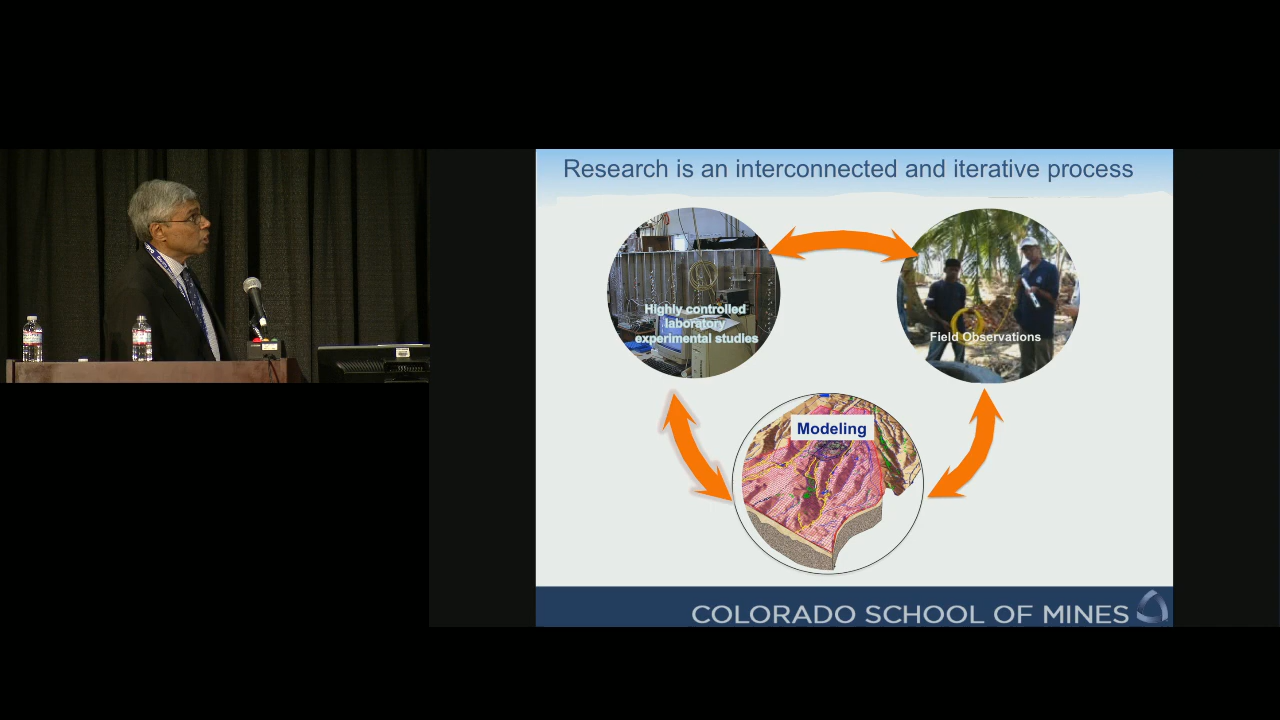 Research is an interconnected and iterative process
Highly controlled
laboratory
experimental studies
Field Observations
Modeling
COLORADO SCHOOL OF MINES